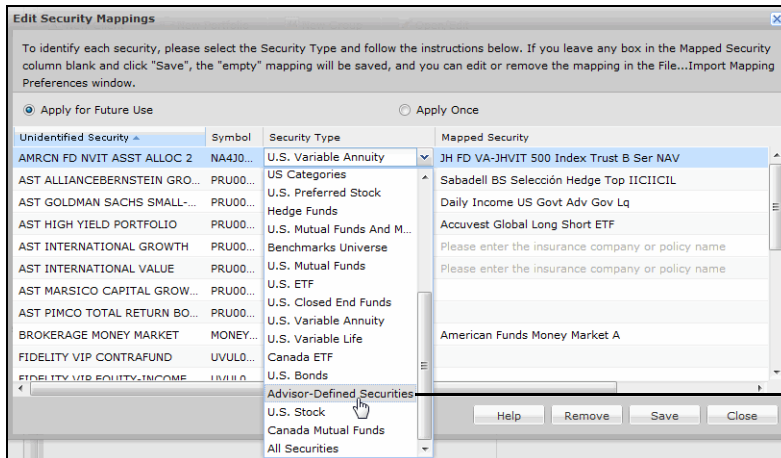 Edit Security Mappings
To identify each security, please select the Security Type and follow the instructions below. If you leave any box in the Mapped Security
column blank and click "Save", the "empty" mapping will be saved, and you can edit or remove the mapping in the File...Import Mapping
Preferences window.
Apply for Future Use Apply Once
Unidentified Security Symbol Security Type Mapped Security
AMRCN FD NVIT ASST ALLOC 2 NA4J0... U.S. Variable Annuity JH FD VA-JHVIT 500 Index Trust B Ser NAV
AST ALLIANCEBERNSTEIN GRO... PRU00... Sabadell BS Selección Hedge Top IICIICIL
AST GOLDMAN SACHS SMALL-... PRU00... Daily Income US Govt Adv Gov Lq
AST HIGH YIELD PORTFOLIO PRU00... Accuvest Global Long Short ETF
AST INTERNATIONAL GROWTH PRU00... Please enter the insurance company or policy name
AST INTERNATIONAL VALUE PRU00... Please enter the insurance company or policy name
AST MARSICO CAPITAL GROW... PRU00...
AST PIMCO TOTAL RETURN BO... PRU00...
BROKERAGE MONEY MARKET MONEY... American Funds Money Market A
FIDELITY VIP CONTRAFUND UVUL0...
FIDELITY VIP EQUITY-INCOME UVUL0...
US Categories
U.S. Preferred Stock
Hedge Funds
U.S. Mutual Funds And M...
Benchmarks Universe
U.S. Mutual Funds
U.S. ETF
U.S. Closed End Funds
U.S. Variable Annuity
U.S. Variable Life
Canada ETF
U.S. Bonds
Advisor-Defined Securities
U.S. Stock
Canada Mutual Funds
All Securities
Help Remove Save Close